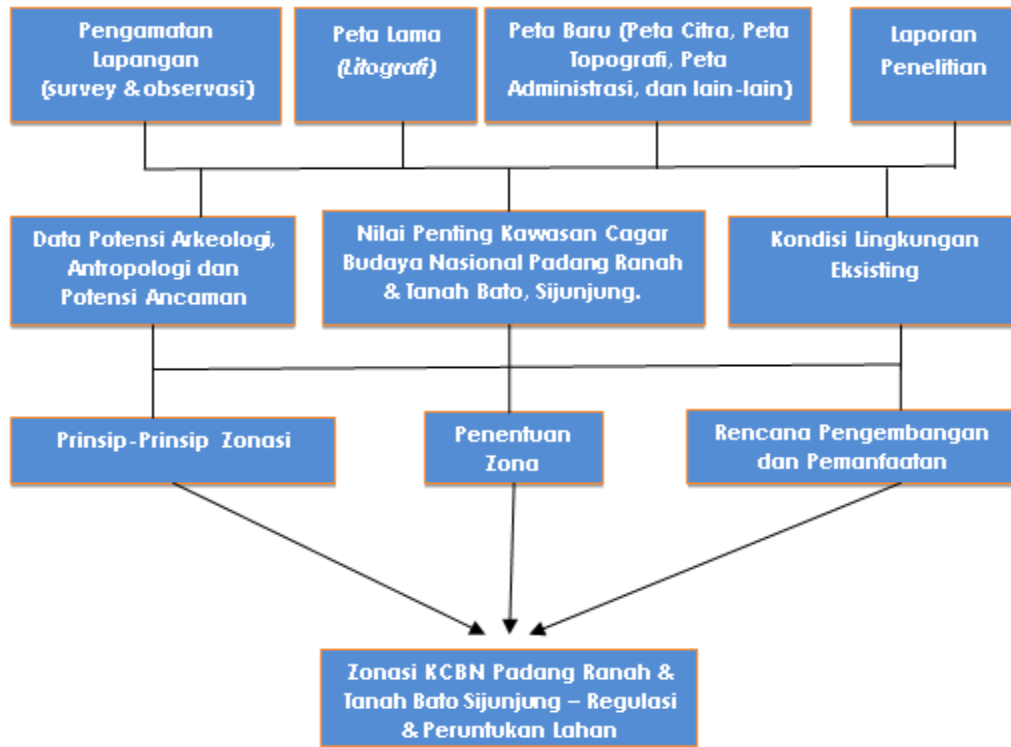 Pengamatan
Lapangan
(survey & observasi)
Peta Lama
(Litografi)
Peta Baru (Peta Citra, Peta
Topografi, Peta
Administrasi, dan lain-lain)
Laporan
Penelitian
Data Potensi Arkeologi,
Antropologi dan
Potensi Ancaman
Nilai Penting Kawasan Cagar
Budaya Nasional Padang Ranah
& Tanah Bato, Sijunjung.
Kondisi Lingkungan
Eksisting
Prinsip-Prinsip Zonasi
Penentuan
Zona
Rencana Pengembangan
dan Pemanfaatan
Zonasi KCBN Padang Ranah &
Tanah Bato Sijunjung – Regulasi
& Peruntukan Lahan